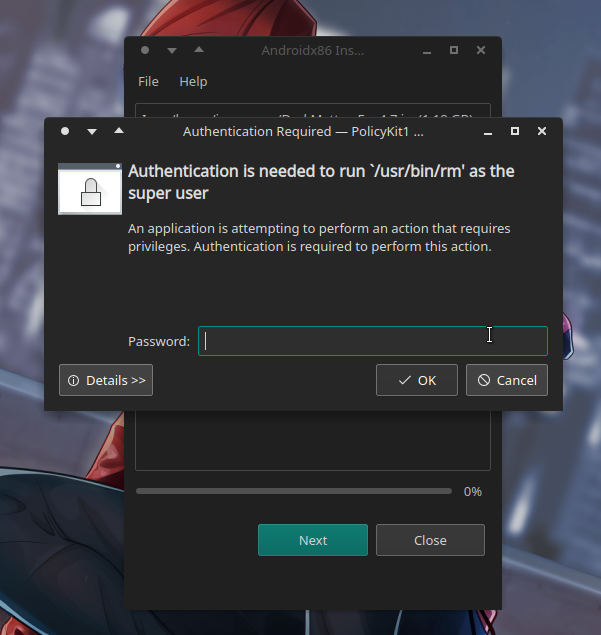 Androidx86 Ins...
File Help
Authentication Required — PolicyKit1 ...
Authentication is needed to run `/usr/bin/rm' as the
super user
An application is attempting to perform an action that requires
privileges. Authentication is required to perform this action.
Password:
Details >>
OK
Cancel
0%
Next
Close